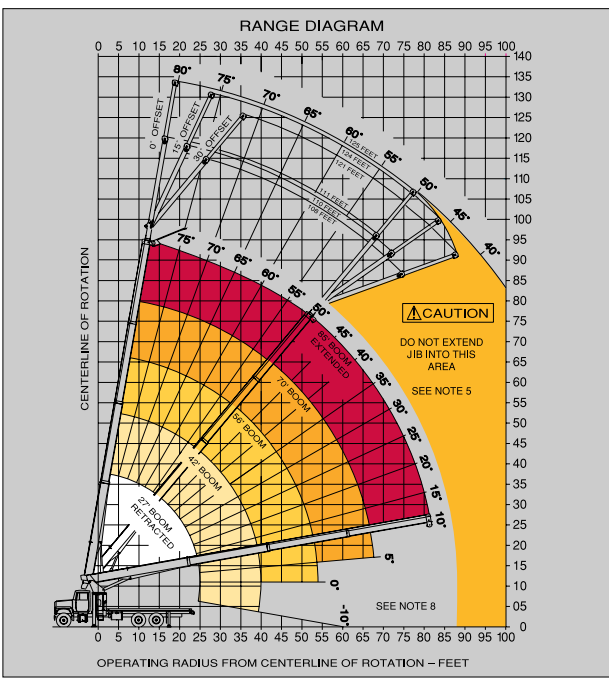 RANGE DIAGRAM
0 5 10 15 20 25 30 35 40 45 50 55 60 65 70 75 80 85 90 95 100
140
135
130
125
120
115
110
105
100
95
90
85
80
75
70
65
60
55
50
45
40
35
30
25
20
15
10
05
0
80°
75°
70°
65°
60°
55°
50°
45°
40°
0° OFFSET
15° OFFSET
30° OFFSET
125 FEET
124 FEET
121 FEET
111 FEET
110 FEET
108 FEET
75°
70°
65°
60°
55°
50°
45°
40°
35°
30°
25°
20°
15°
10°
5°
0°
-10°
CENTERLINE OF ROTATION
CAUTION
DO NOT EXTEND
JIB INTO THIS
AREA
SEE NOTE 5
85' BOOM
EXTENDED
70' BOOM
56' BOOM
42' BOOM
27' BOOM
RETRACTED
SEE NOTE 8
0 5 10 15 20 25 30 35 40 45 50 55 60 65 70 75 80 85 90 95 100
OPERATING RADIUS FROM CENTERLINE OF ROTATION – FEET